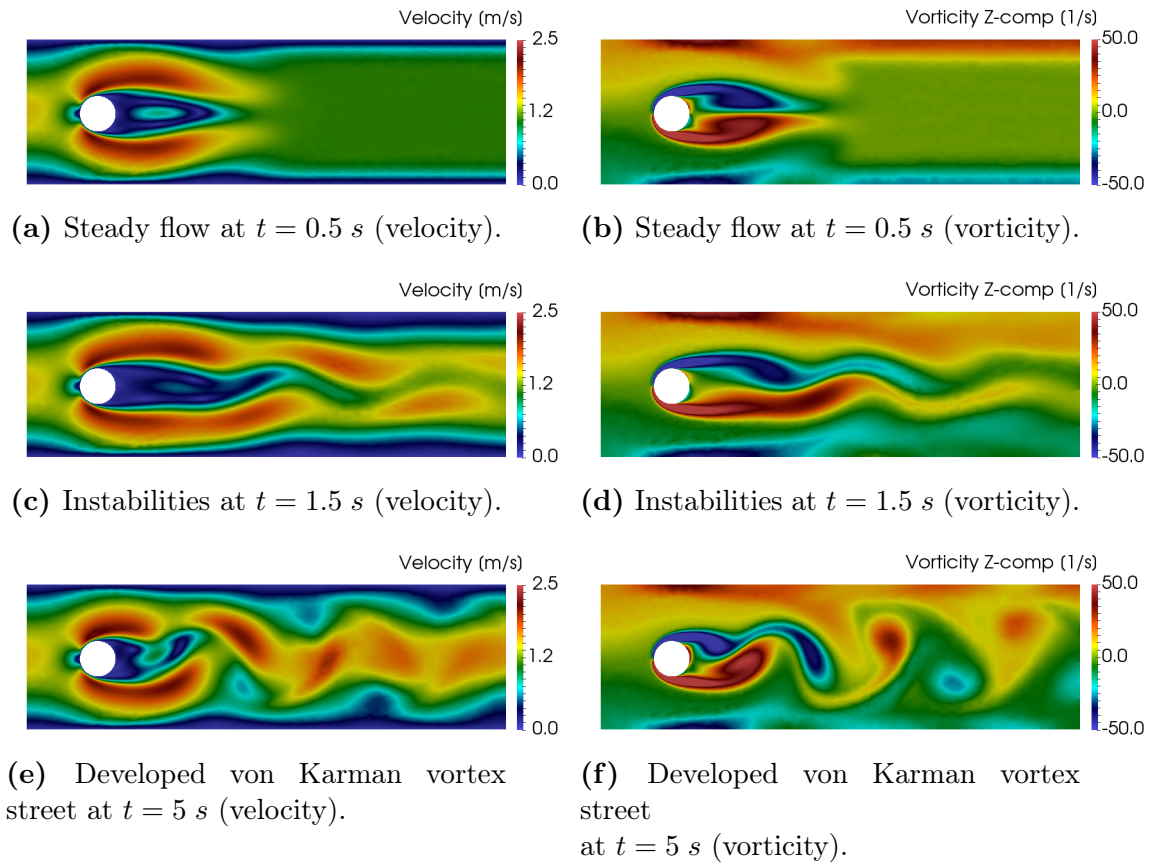 Velocity (m/s)
2.5
1.2
0.0
Vorticity Z-comp (1/s)
50.0
0.0
-50.0
(a) Steady flow at t = 0.5 s (velocity).
(b) Steady flow at t = 0.5 s (vorticity).
Velocity (m/s)
2.5
1.2
0.0
Vorticity Z-comp (1/s)
50.0
0.0
-50.0
(c) Instabilities at t = 1.5 s (velocity).
(d) Instabilities at t = 1.5 s (vorticity).
Velocity (m/s)
2.5
1.2
0.0
Vorticity Z-comp (1/s)
50.0
0.0
-50.0
(e) Developed von Karman vortex
street at t = 5 s (velocity).
(f) Developed von Karman vortex
street
at t = 5 s (vorticity).